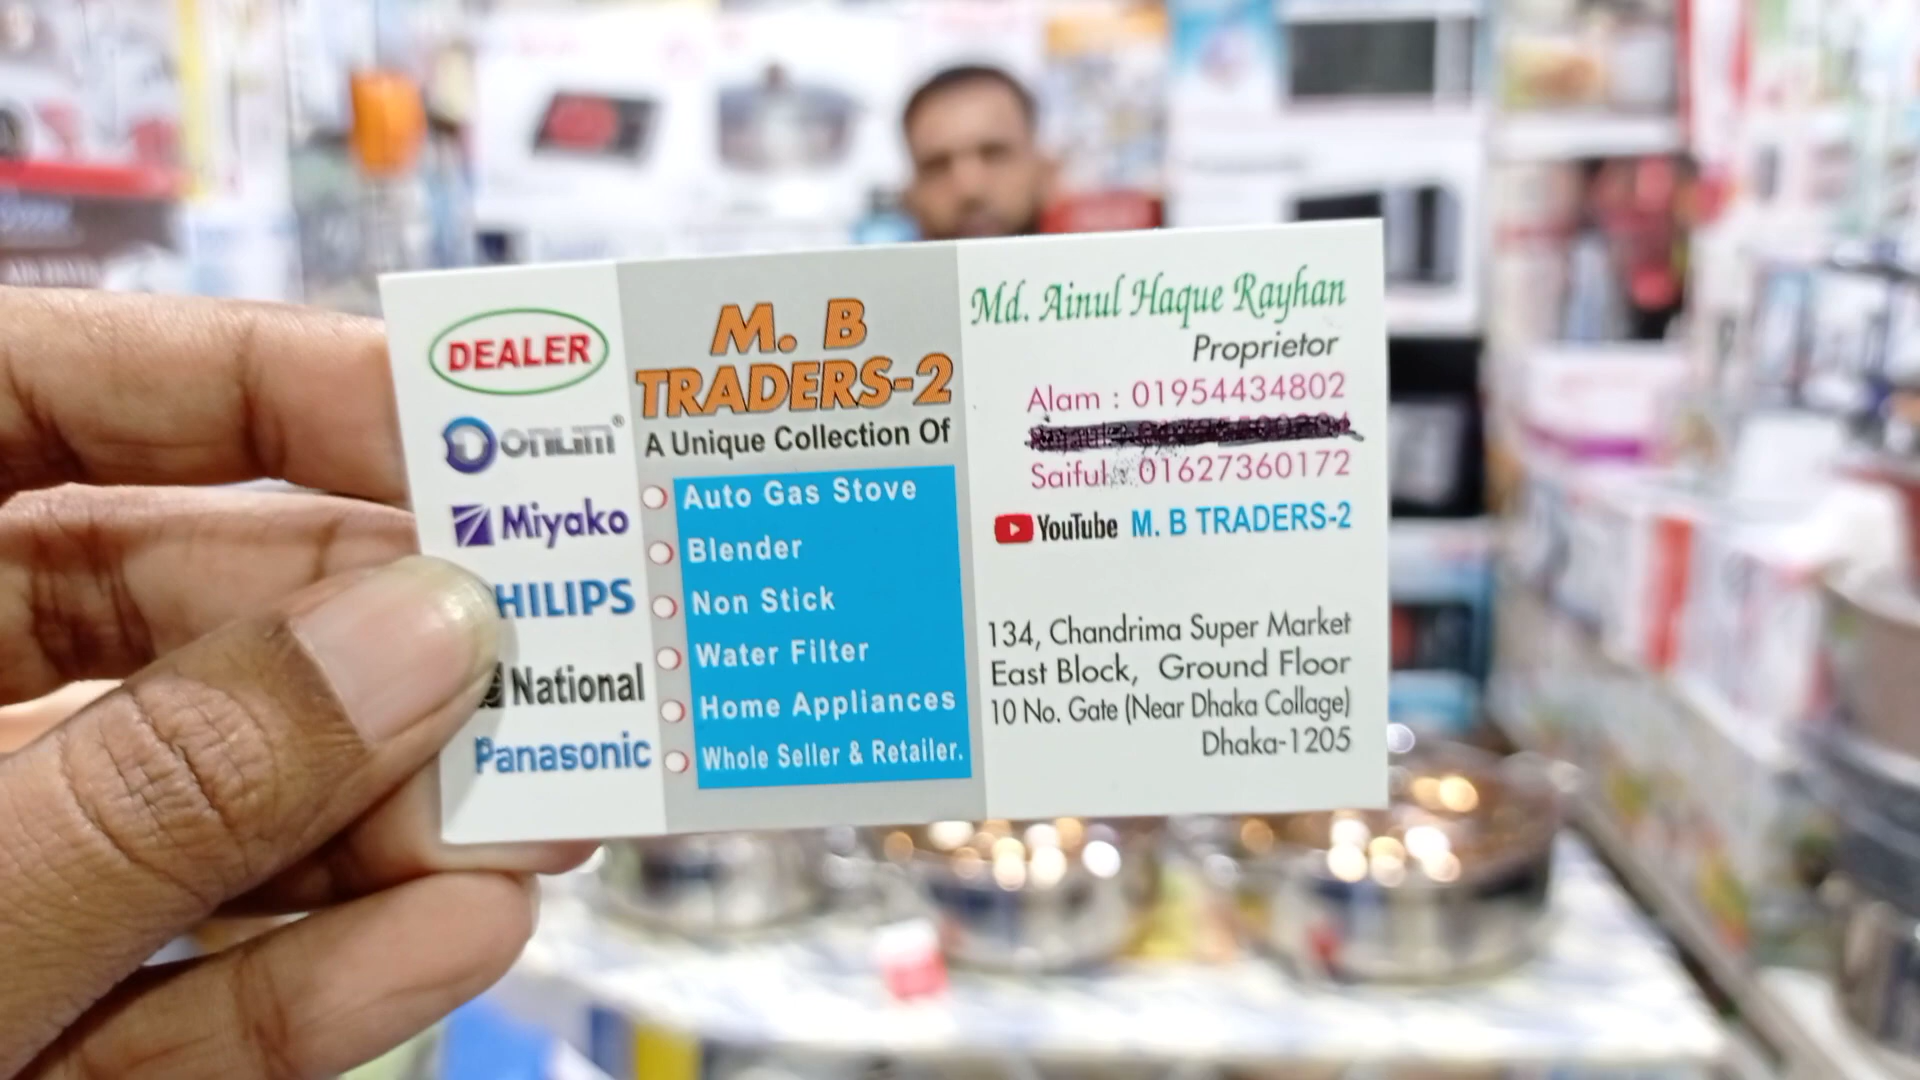 DEALER
ONLIM®
Miyako
HILIPS
National
Panasonic
M. B
TRADERS-2
A Unique Collection Of
Auto Gas Stove
Blender
Non Stick
Water Filter
Home Appliances
Whole Seller & Retailer.
Md. Ainul Haque Rayhan
Proprietor
Alam : 01954434802
Saiful : 01627360172
YouTube M. B TRADERS-2
134, Chandrima Super Market
East Block, Ground Floor
10 No. Gate (Near Dhaka Collage)
Dhaka-1205